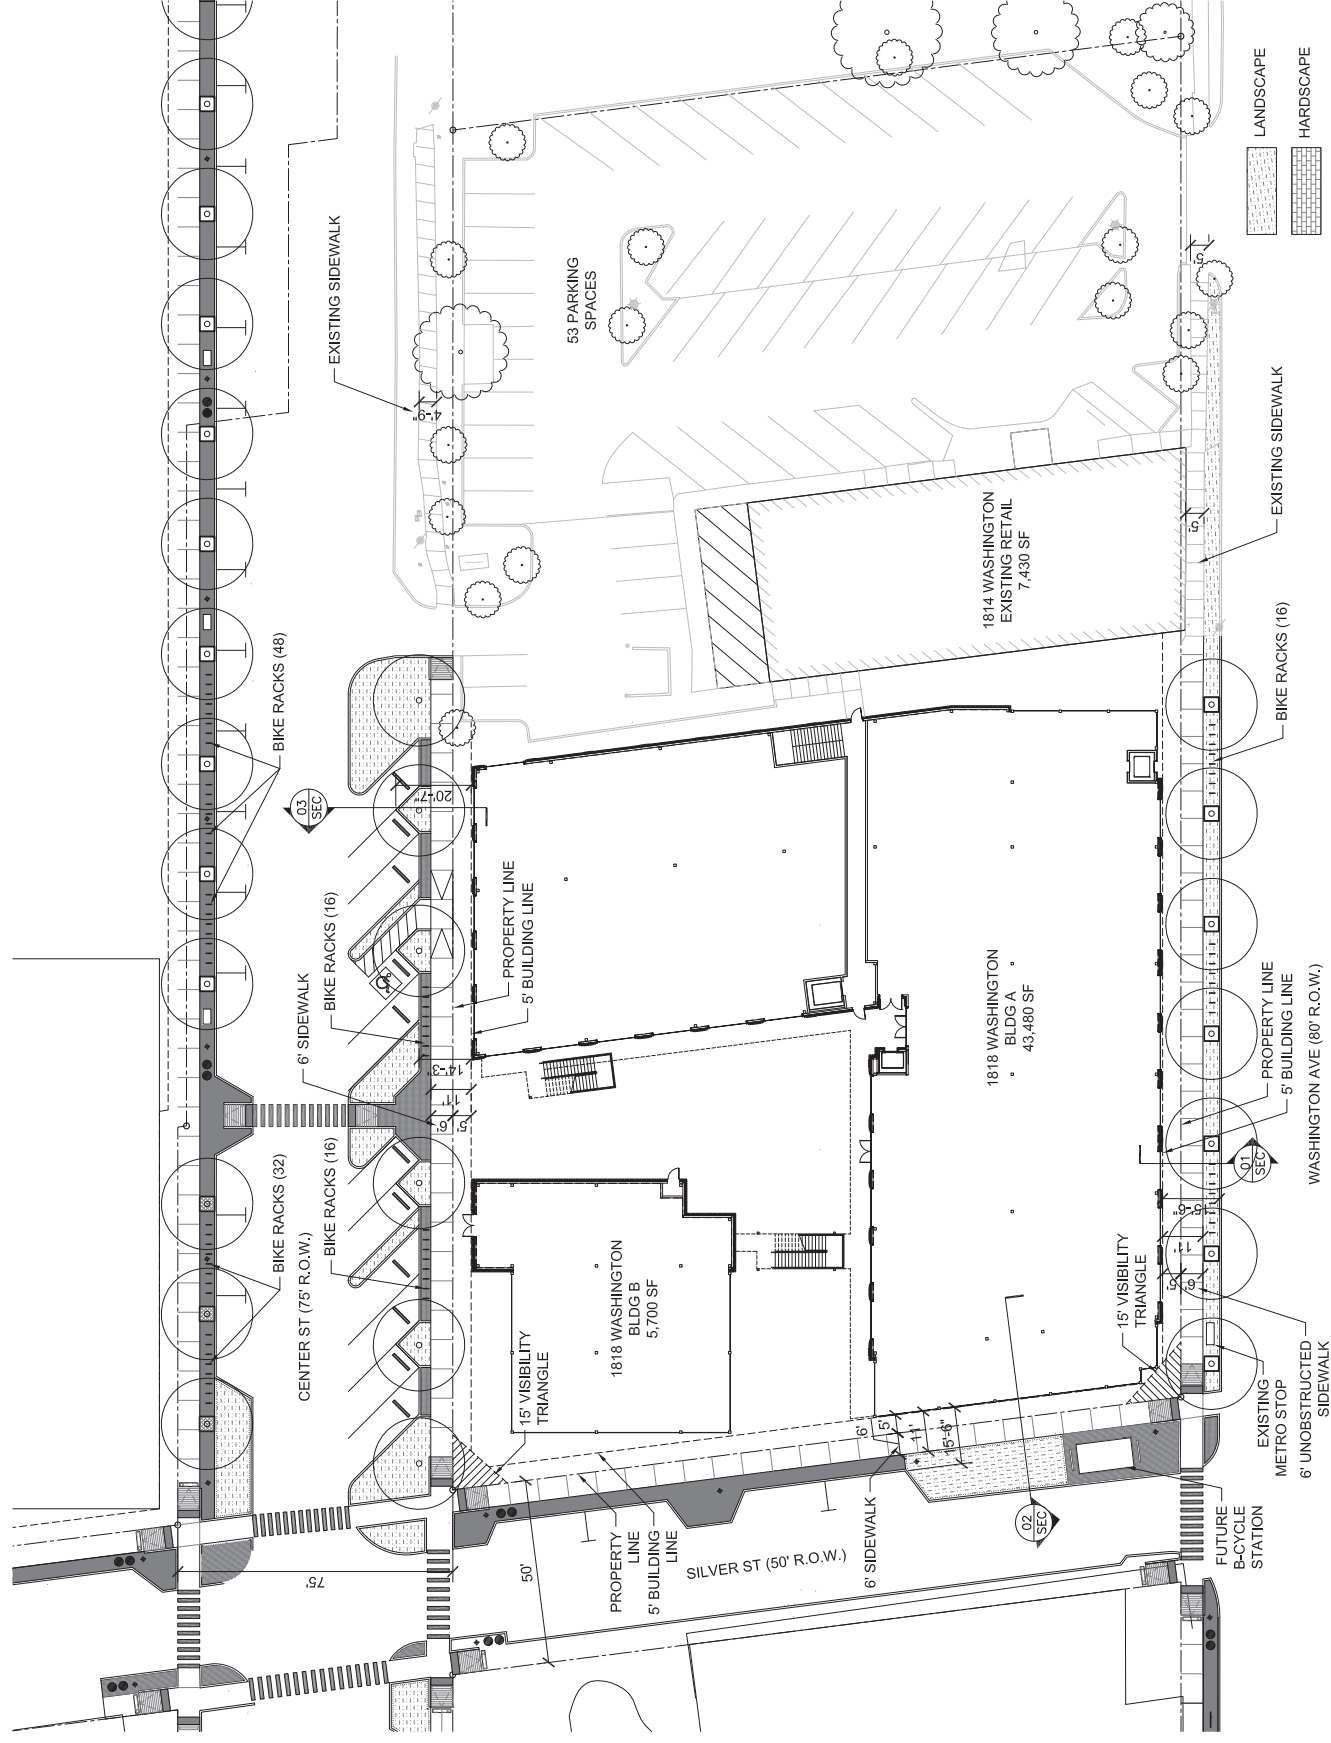 75'
BIKE RACKS (32)
BIKE RACKS (48)
CENTER ST (75' R.O.W.)
BIKE RACKS (16)
6' SIDEWALK
BIKE RACKS (16)
03
SEC
EXISTING SIDEWALK
4'-9"
20'-7"
14'-3"
11'
6'
5'
PROPERTY LINE
5' BUILDING LINE
50'
15' VISIBILITY
TRIANGLE
53 PARKING
SPACES
1818 WASHINGTON
BLDG B
5,700 SF
PROPERTY
LINE
5' BUILDING
LINE
SILVER ST (50' R.O.W.)
6' SIDEWALK
6'
5'
11'
15'-6"
1818 WASHINGTON
BLDG A
43,480 SF
1814 WASHINGTON
EXISTING RETAIL
7,430 SF
02
SEC
15' VISIBILITY
TRIANGLE
5'
6'
11'
15'-6"
5'
5'
FUTURE
B-CYCLE
STATION
EXISTING
METRO STOP
6' UNOBSTRUCTED
SIDEWALK
01
SEC
PROPERTY LINE
5' BUILDING LINE
WASHINGTON AVE (80' R.O.W.)
BIKE RACKS (16)
EXISTING SIDEWALK
LANDSCAPE
HARDSCAPE